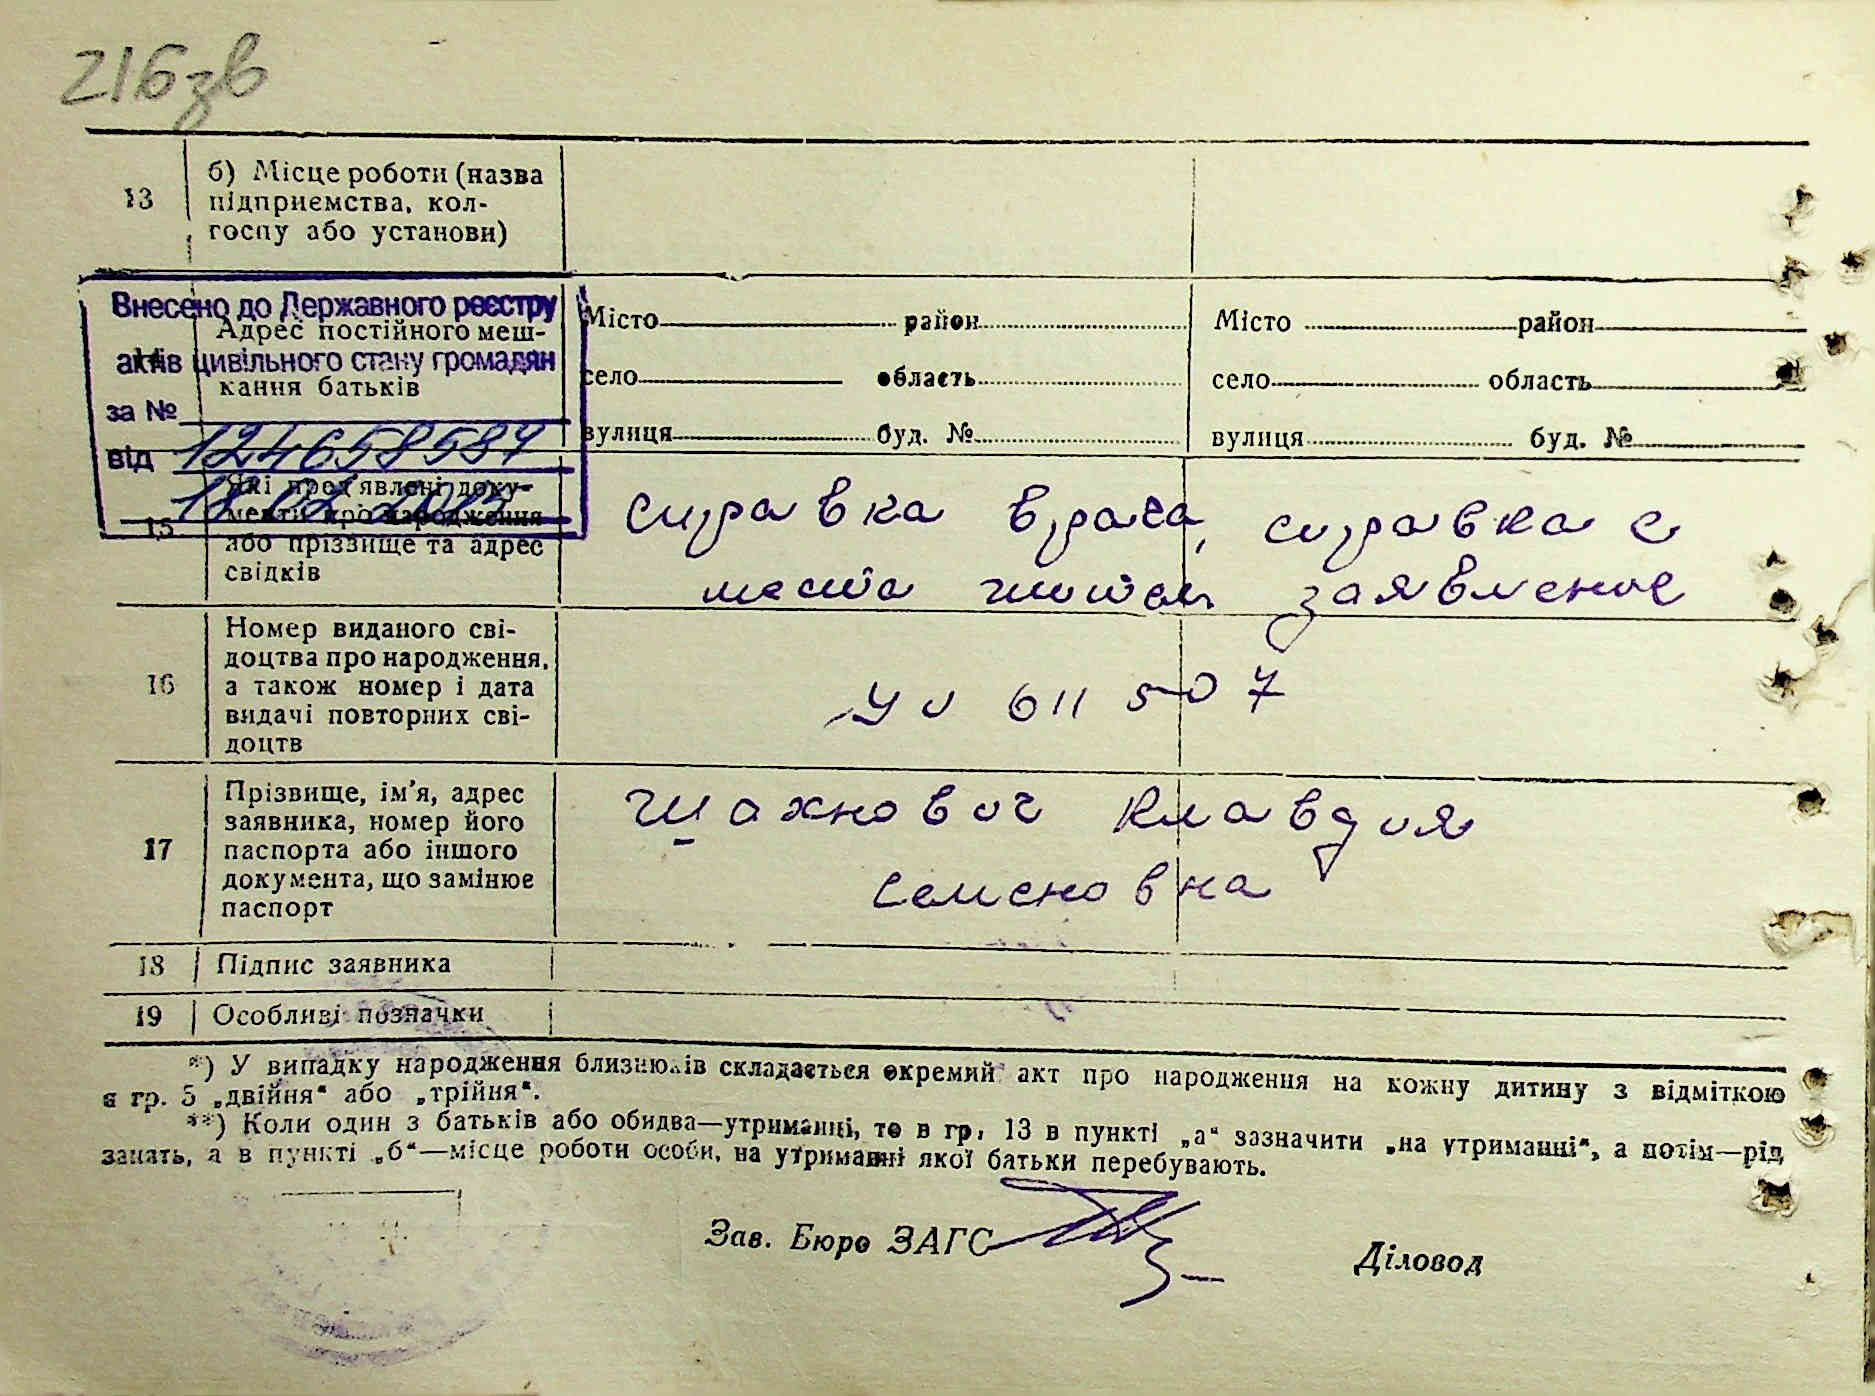 216 зв
13
б) Місце роботи (назва
підприємства, кол-
госпу або установи)
Внесено до Державного реєстру
актів цивільного стану громадян
за № 124658584
від
Адрес постійного меш-
кання батьків
Місто район Місто район
село область село область
вулиця буд. № вулиця буд. №
15
Які пред'явлені доку-
менти про народження
або прізвище та адрес
свідків
справка врача, справка с
места жител. заявление
16
Номер виданого сві-
доцтва про народження,
а також номер і дата
видачі повторних сві-
доцтв
611507
17
Прізвище, ім'я, адрес
заявника, номер його
паспорта або іншого
документа, що замінює
паспорт
Шахнович Клавдия
Семеновна
18 Підпис заявника
19 Особливі позначки
*) У випадку народження близнюків складається окремий акт про народження на кожну дитину з відміткою
в гр. 5 „двійня“ або „трійня“.
**) Коли один з батьків або обидва—утриманці, то в гр. 13 в пункті „а“ зазначити „на утриманні“, а потім—рід
занять, а в пункті „б“—місце роботи особи, на утриманні якої батьки перебувають.
Зав. Бюро ЗАГС Діловод